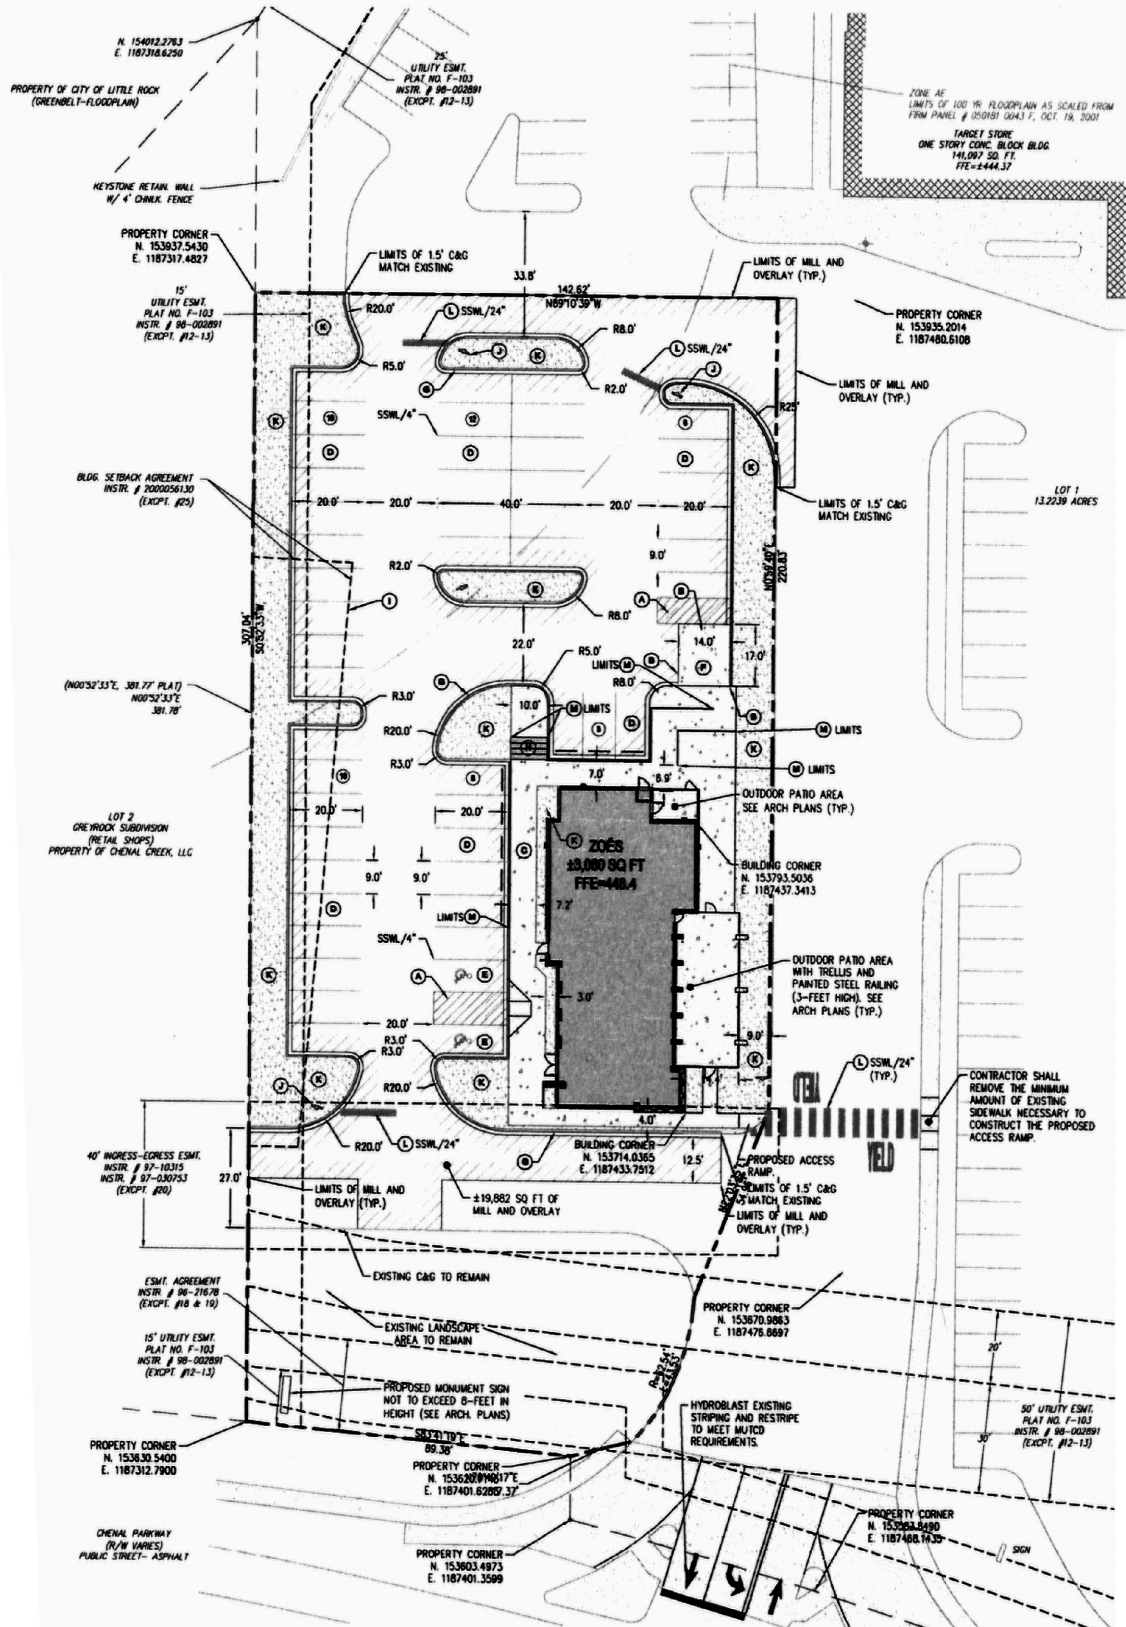 N. 154012.2763
E. 1187318.6250
PROPERTY OF CITY OF LITTLE ROCK
(GREENBELT-FLOODPLAIN)
25'
UTILITY ESMT.
PLAT NO. F-103
INSTR. # 98-002891
(EXCPT. #12-13)
ZONE AE
LIMITS OF 100 YR FLOODPLAIN AS SCALED FROM
FIRM PANEL # 050181 0043 F, OCT. 19, 2001
TARGET STORE
ONE STORY CONC. BLOCK BLDG.
141,097 SQ. FT.
FFE=±444.37
KEYSTONE RETAIN. WALL
W/ 4' CHNLK. FENCE
PROPERTY CORNER
N. 153937.5430
E. 1187317.4827
LIMITS OF 1.5' C&G
MATCH EXISTING
33.8'
142.62'
N89°10'39"W
LIMITS OF MILL AND
OVERLAY (TYP.)
15'
UTILITY ESMT.
PLAT NO. F-103
INSTR. # 98-002891
(EXCPT. #12-13)
PROPERTY CORNER
N. 153935.2014
E. 1187480.6108
R20.0'
K
L SSWL/24"
R8.0'
J
K
R5.0'
G
R2.0'
L SSWL/24"
J
LIMITS OF MILL AND
OVERLAY (TYP.)
R25'
SSWL/4"
K
D
12
D
D
K
BLDG. SETBACK AGREEMENT
INSTR. # 2000056130
(EXCPT. #25)
20.0'
20.0'
40.0'
20.0'
20.0'
LIMITS OF 1.5' C&G
MATCH EXISTING
LOT 1
13.2239 ACRES
9.0'
R2.0'
K
R8.0'
A
B
I
220.83'
307.04'
S0°52'33"W
22.0'
14.0'
17.0'
R5.0'
LIMITS M
B
F
R8.0'
(N00°52'33"E, 381.77' PLAT)
N00°52'33"E
381.78'
R3.0'
G
10.0'
M LIMITS
B
R20.0'
K
D
M LIMITS
R3.0'
K
M LIMITS
7.0'
6.9'
OUTDOOR PATIO AREA
SEE ARCH PLANS (TYP.)
20.0'
20.0'
LOT 2
GREYROCK SUBDIVISION
(RETAIL SHOPS)
PROPERTY OF CHENAL CREEK, LLC
D
C
K
ZOËS
±3,080 SQ FT
FFE=448.4
BUILDING CORNER
N. 153793.5036
E. 1187437.3413
9.0'
9.0'
D
LIMITS M
7.2'
SSWL/4"
K
E
A
OUTDOOR PATIO AREA
WITH TRELLIS AND
PAINTED STEEL RAILING
(3-FEET HIGH). SEE
ARCH PLANS (TYP.)
3.0'
20.0'
E
9.0'
R3.0'
R3.0'
K
R20.0'
K
K
J
L SSWL/24"
(TYP.)
YIELD
YIELD
CONTRACTOR SHALL
REMOVE THE MINIMUM
AMOUNT OF EXISTING
SIDEWALK NECESSARY TO
CONSTRUCT THE PROPOSED
ACCESS RAMP.
R20.0'
L SSWL/24"
4.0'
BUILDING CORNER
N. 153714.0365
E. 1187433.7512
12.5'
G
40' INGRESS-EGRESS ESMT.
INSTR. # 97-10315
INSTR. # 97-030753
(EXCPT. #20)
27.0'
LIMITS OF MILL AND
OVERLAY (TYP.)
±19,882 SQ FT OF
MILL AND OVERLAY
PROPOSED ACCESS
RAMP.
LIMITS OF 1.5' C&G
MATCH EXISTING
LIMITS OF MILL AND
OVERLAY (TYP.)
EXISTING C&G TO REMAIN
ESMT. AGREEMENT
INSTR # 96-21678
(EXCPT. #18 & 19)
EXISTING LANDSCAPE
AREA TO REMAIN
PROPERTY CORNER
N. 153670.9863
E. 1187476.6697
15' UTILITY ESMT.
PLAT NO. F-103
INSTR. # 98-002891
(EXCPT. #12-13)
PROPOSED MONUMENT SIGN
NOT TO EXCEED 8-FEET IN
HEIGHT (SEE ARCH. PLANS)
20'
30'
50' UTILITY ESMT.
PLAT NO. F-103
INSTR. # 98-002891
(EXCPT. #12-13)
HYDROBLAST EXISTING
STRIPING AND RESTRIPE
TO MEET MUTCD
REQUIREMENTS.
S83°41'19"E
89.38'
PROPERTY CORNER
N. 153630.5400
E. 1187312.7900
PROPERTY CORNER
PROPERTY CORNER
CHENAL PARKWAY
(R/W VARIES)
PUBLIC STREET- ASPHALT
PROPERTY CORNER
N. 153603.4973
E. 1187401.3599
SIGN